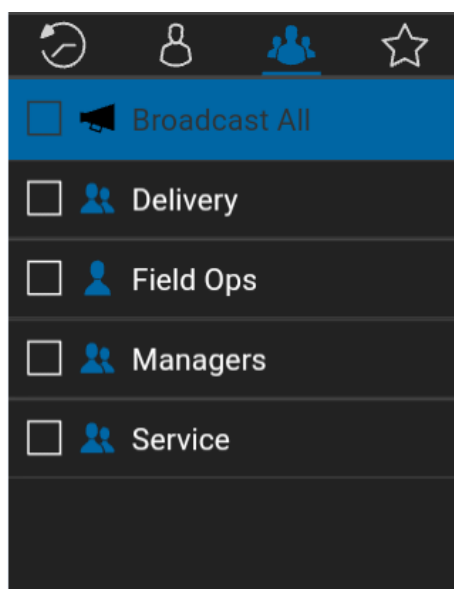 Broadcast All
Delivery
Field Ops
Managers
Service